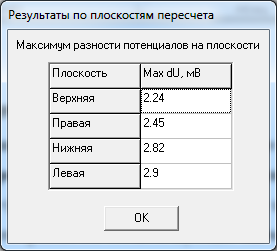 Результаты по плоскостям пересчета
Максимум разности потенциалов на плоскости
Плоскость Max dU, мВ
Верхняя 2.24
Правая 2.45
Нижняя 2.82
Левая 2.9
OK